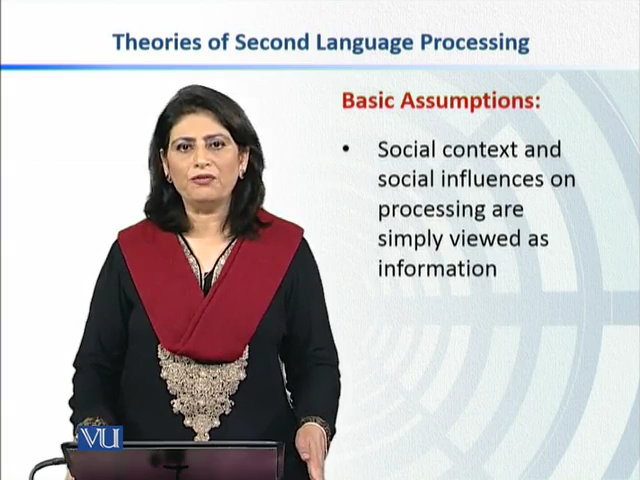 Theories of Second Language Processing
Basic Assumptions:
• Social context and
social influences on
processing are
simply viewed as
information
VU